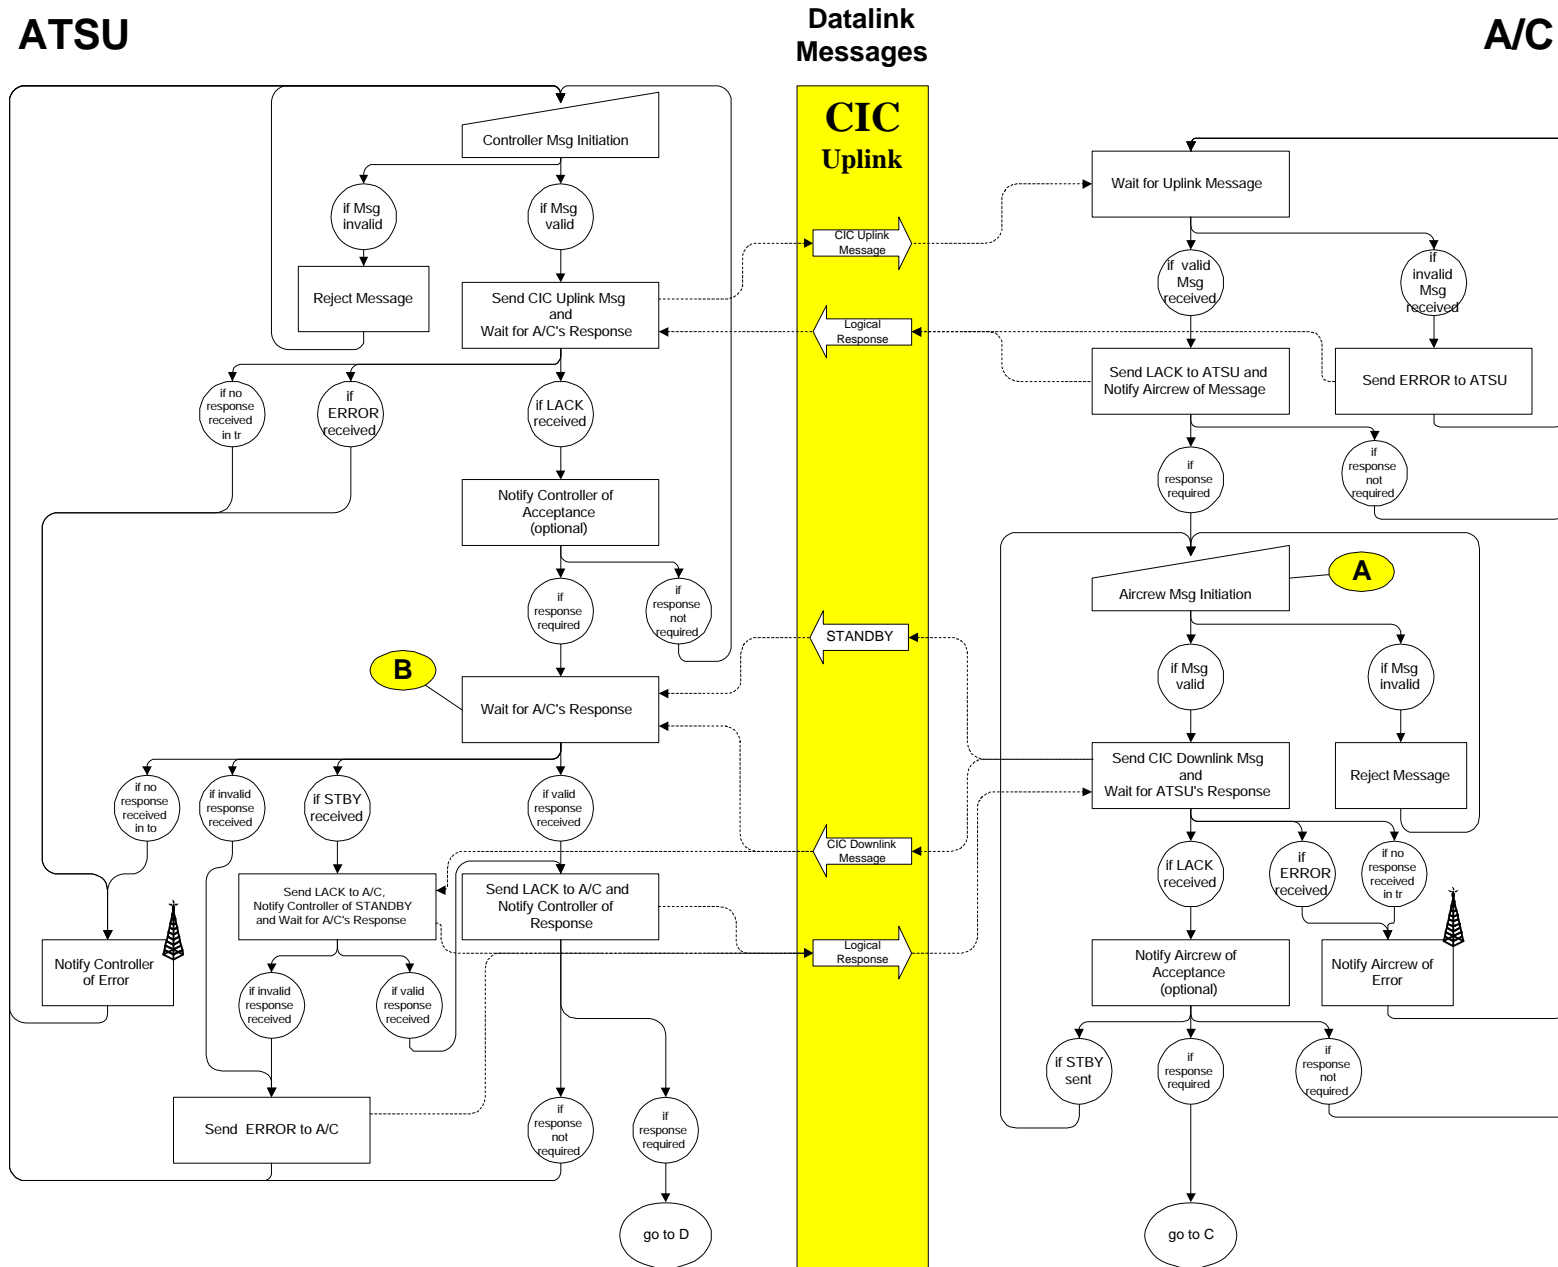 ATSU
Datalink
Messages
A/C
CIC
Uplink
Controller Msg Initiation
if Msg
invalid
if Msg
valid
Reject Message
Send CIC Uplink Msg
and
Wait for A/C's Response
CIC Uplink
Message
Logical
Response
Wait for Uplink Message
if valid
Msg
received
if
invalid
Msg
received
Send LACK to ATSU and
Notify Aircrew of Message
Send ERROR to ATSU
if no
response
received
in tr
if
ERROR
received
if LACK
received
if
response
required
if
response
not
required
Notify Controller of
Acceptance
(optional)
if
response
required
if
response
not
required
Aircrew Msg Initiation
A
STANDBY
if Msg
valid
if Msg
invalid
B
Wait for A/C's Response
Send CIC Downlink Msg
and
Wait for ATSU's Response
Reject Message
if no
response
received
in to
if invalid
response
received
if STBY
received
if valid
response
received
CIC Downlink
Message
if LACK
received
if
ERROR
received
if no
response
received
in tr
Send LACK to A/C,
Notify Controller of STANDBY
and Wait for A/C's Response
Send LACK to A/C and
Notify Controller of
Response
Logical
Response
Notify Controller
of Error
if invalid
response
received
if valid
response
received
Notify Aircrew of
Acceptance
(optional)
Notify Aircrew of
Error
if STBY
sent
if
response
required
if
response
not
required
Send  ERROR to A/C
if
response
not
required
if
response
required
go to D
go to C